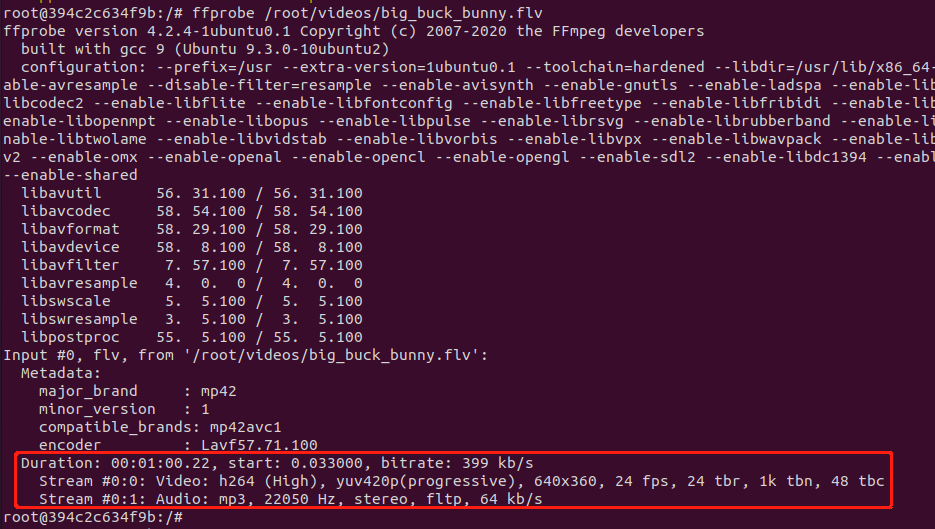 root@394c2c634f9b:/# ffprobe /root/videos/big_buck_bunny.flv
ffprobe version 4.2.4-1ubuntu0.1 Copyright (c) 2007-2020 the FFmpeg developers
  built with gcc 9 (Ubuntu 9.3.0-10ubuntu2)
  configuration: --prefix=/usr --extra-version=1ubuntu0.1 --toolchain=hardened --libdir=/usr/lib/x86_64-
able-avresample --disable-filter=resample --enable-avisynth --enable-gnutls --enable-ladspa --enable-lib
libcodec2 --enable-libflite --enable-libfontconfig --enable-libfreetype --enable-libfribidi --enable-lib
enable-libopenmpt --enable-libopus --enable-libpulse --enable-librsvg --enable-librubberband --enable-li
nable-libtwolame --enable-libvidstab --enable-libvorbis --enable-libvpx --enable-libwavpack --enable-lib
v2 --enable-omx --enable-openal --enable-opencl --enable-opengl --enable-sdl2 --enable-libdc1394 --enabl
--enable-shared
  libavutil      56. 31.100 / 56. 31.100
  libavcodec     58. 54.100 / 58. 54.100
  libavformat    58. 29.100 / 58. 29.100
  libavdevice    58.  8.100 / 58.  8.100
  libavfilter     7. 57.100 /  7. 57.100
  libavresample   4.  0.  0 /  4.  0.  0
  libswscale      5.  5.100 /  5.  5.100
  libswresample   3.  5.100 /  3.  5.100
  libpostproc    55.  5.100 / 55.  5.100
Input #0, flv, from '/root/videos/big_buck_bunny.flv':
  Metadata:
    major_brand     : mp42
    minor_version   : 1
    compatible_brands: mp42avc1
    encoder         : Lavf57.71.100
  Duration: 00:01:00.22, start: 0.033000, bitrate: 399 kb/s
    Stream #0:0: Video: h264 (High), yuv420p(progressive), 640x360, 24 fps, 24 tbr, 1k tbn, 48 tbc
    Stream #0:1: Audio: mp3, 22050 Hz, stereo, fltp, 64 kb/s
root@394c2c634f9b:/#